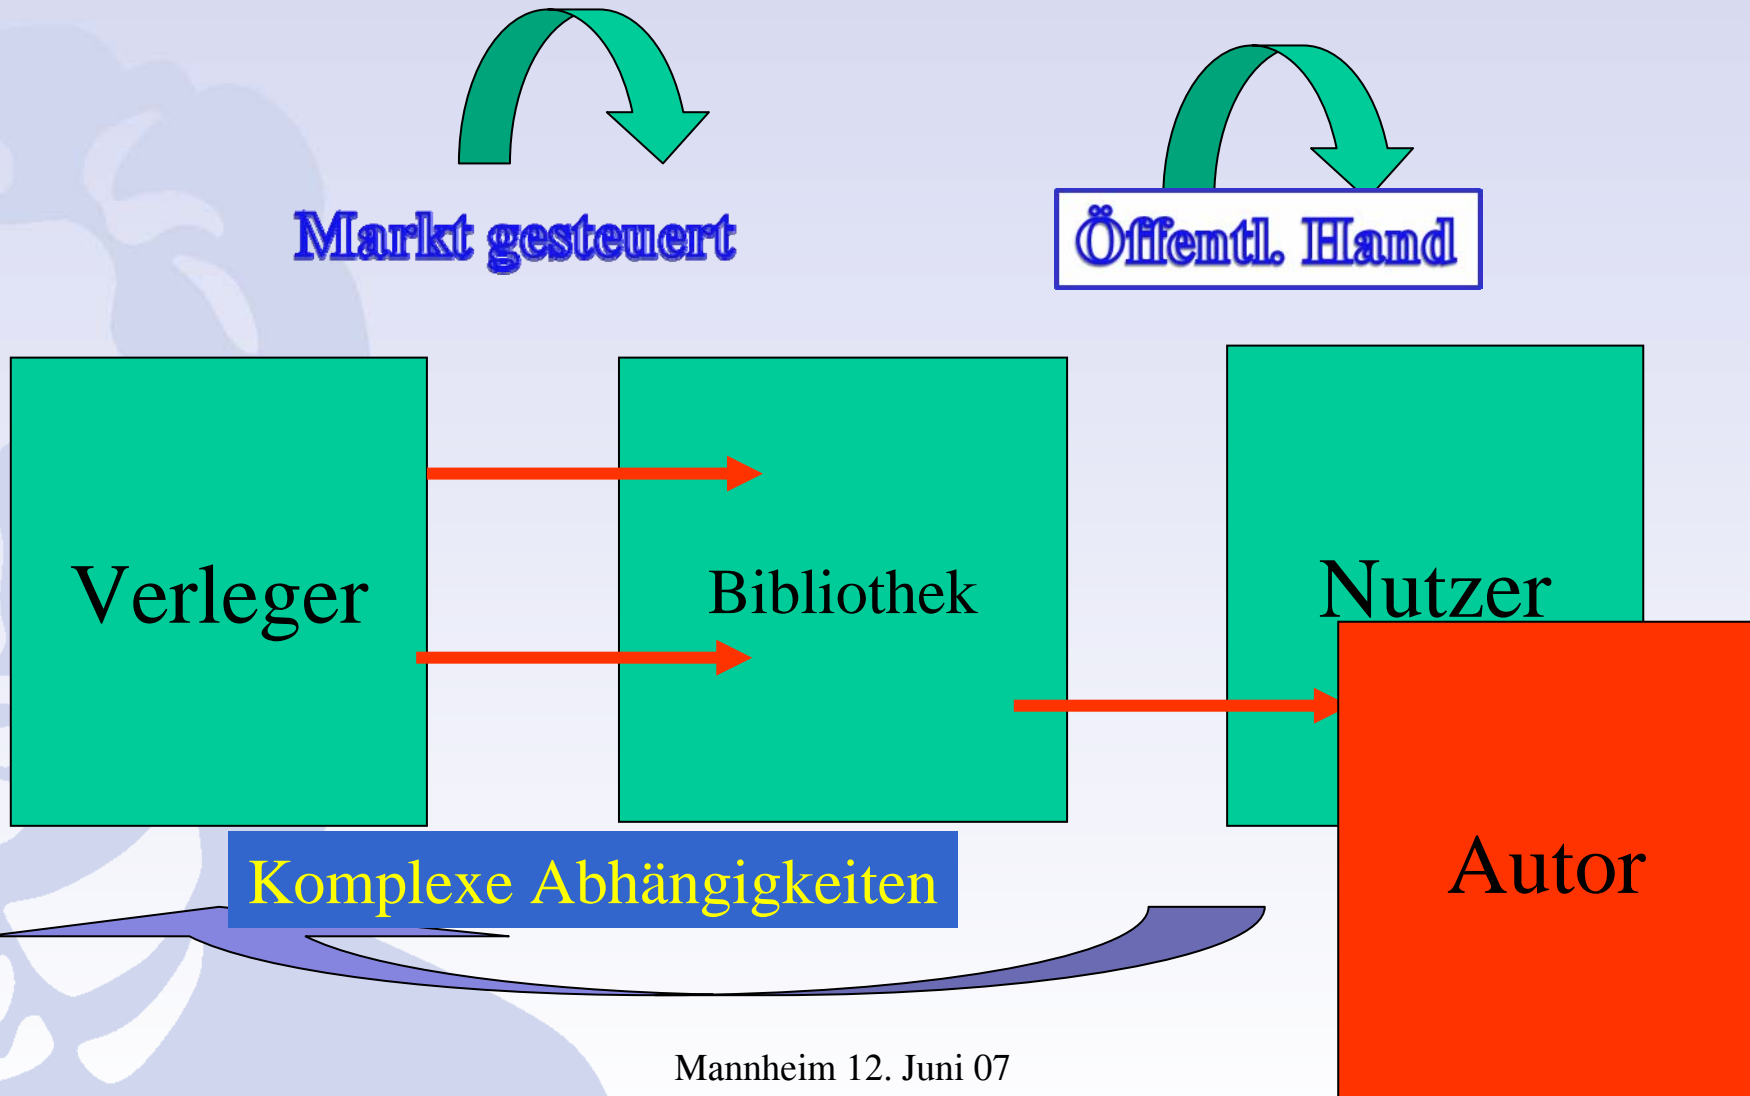 Markt gesteuert
Öffentl. Hand
Verleger
Bibliothek
Nutzer
Autor
Komplexe Abhängigkeiten
Mannheim 12. Juni 07